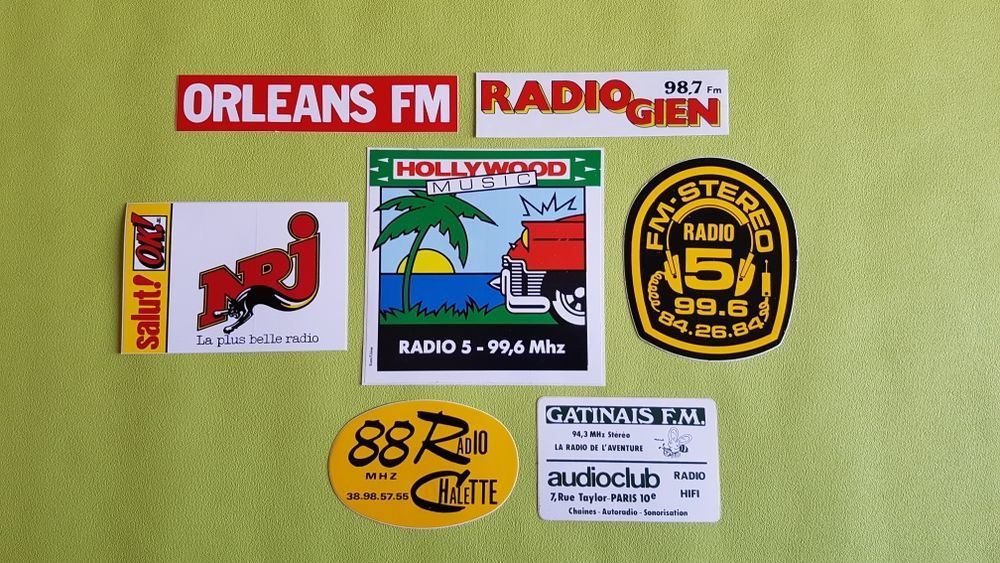 ORLEANS FM
RADIO GIEN
98,7 Fm
salut! OK!
NRJ
La plus belle radio
HOLLYWOOD
MUSIC
RADIO 5 - 99,6 Mhz
FM-STEREO
RADIO
5
99.6
84.26.84
88 RADIO
MHZ
38.98.57.55 CHALETTE
GATINAIS F.M.
94,3 MHz Stéréo
LA RADIO DE L'AVENTURE
audioclub RADIO
HIFI
7, Rue Taylor-PARIS 10e
Chaines - Autoradio - Sonorisation